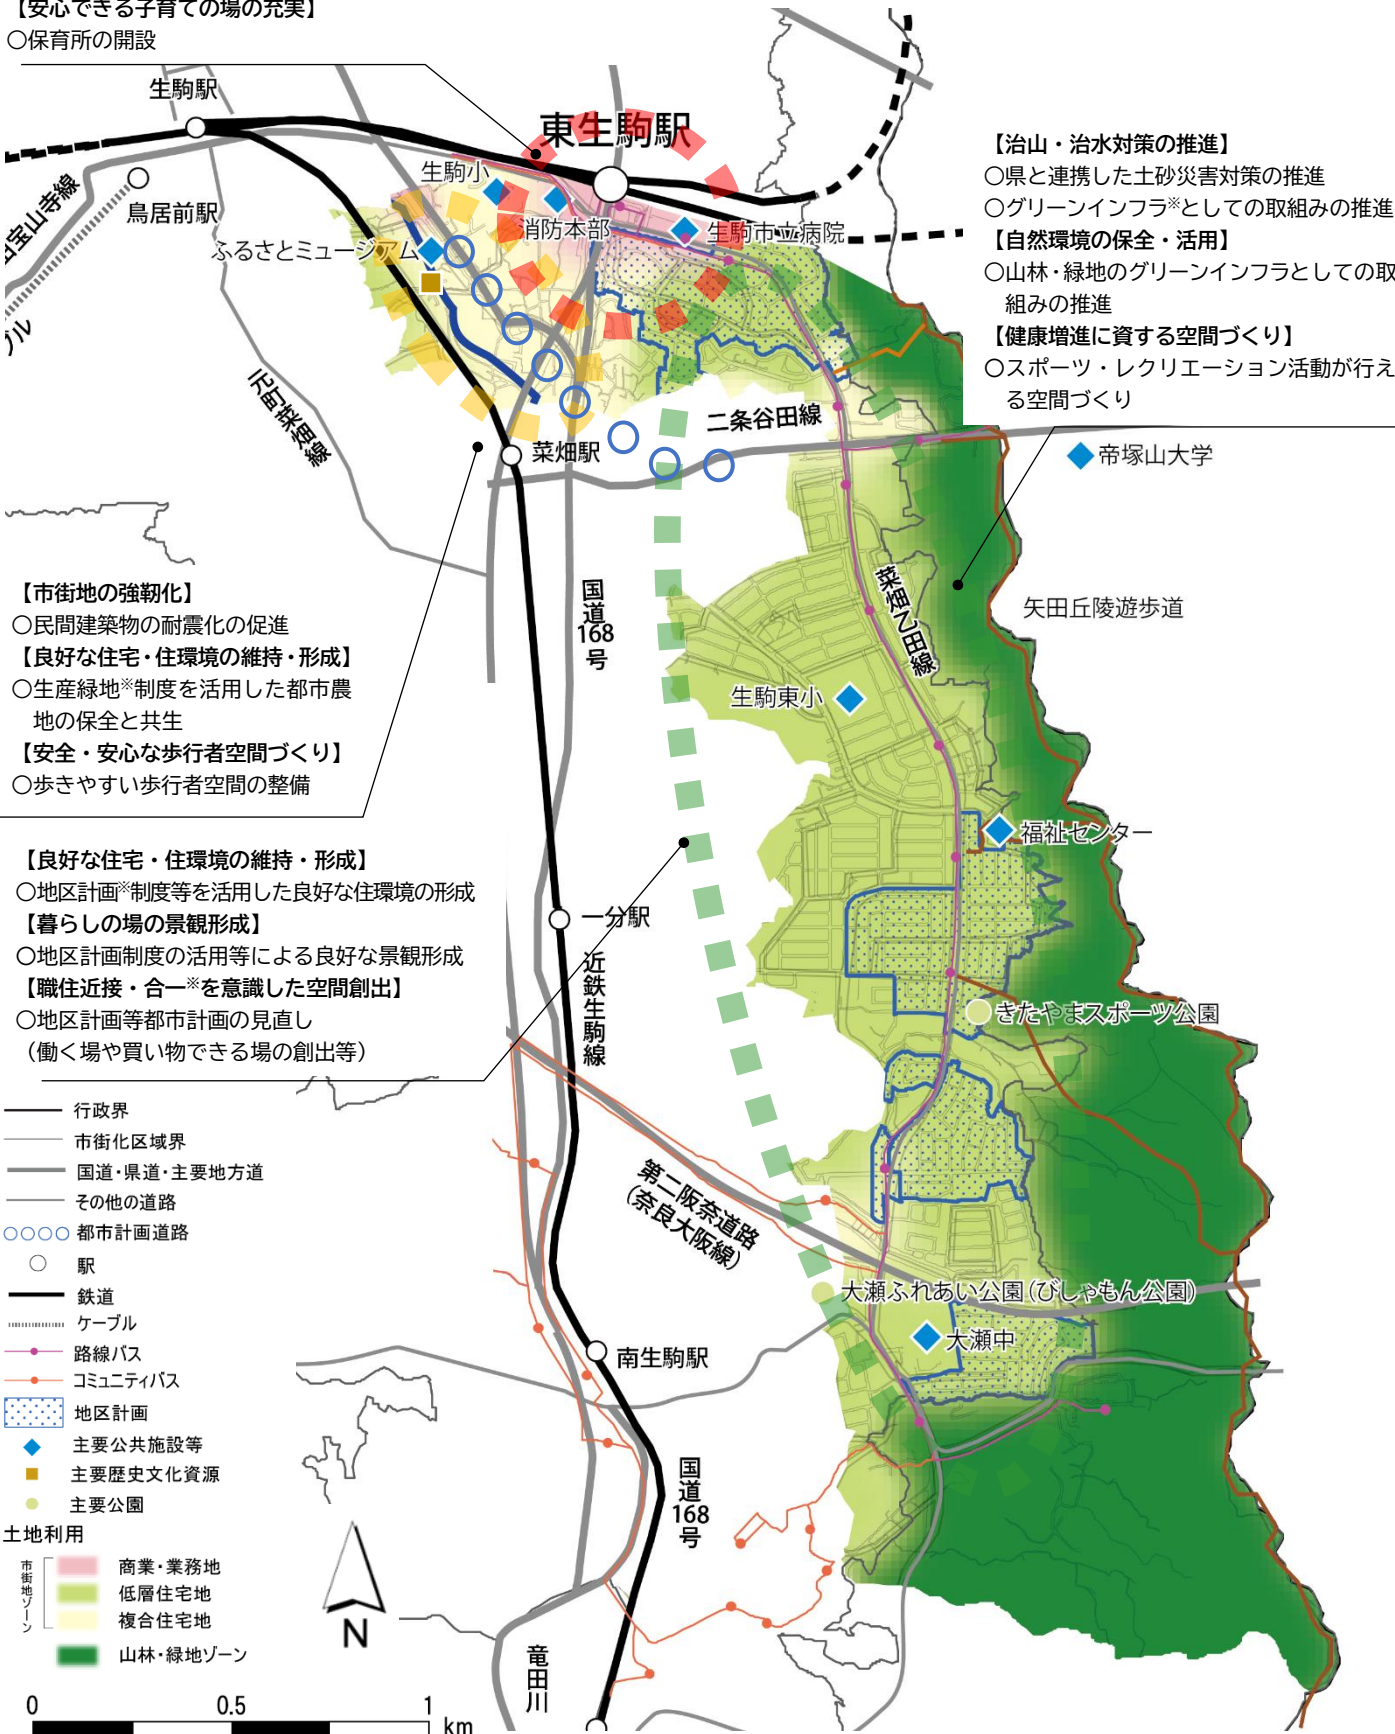 【安心できる子育ての場の充実】
○保育所の開設
生駒駅
東生駒駅
生駒小
鳥居前駅
宝山寺線
消防本部
生駒市立病院
ふるさとミュージアム
【治山・治水対策の推進】
○県と連携した土砂災害対策の推進
○グリーンインフラ※としての取組みの推進
【自然環境の保全・活用】
○山林・緑地のグリーンインフラとしての取
組みの推進
【健康増進に資する空間づくり】
○スポーツ・レクリエーション活動が行え
る空間づくり
ブル
元町菜畑線
二条谷田線
菜畑駅
帝塚山大学
【市街地の強靭化】
○民間建築物の耐震化の促進
【良好な住宅・住環境の維持・形成】
○生産緑地※制度を活用した都市農
地の保全と共生
【安全・安心な歩行者空間づくり】
○歩きやすい歩行者空間の整備
国道168号
菜畑乙田線
矢田丘陵遊歩道
生駒東小
福祉センター
【良好な住宅・住環境の維持・形成】
○地区計画※制度等を活用した良好な住環境の形成
【暮らしの場の景観形成】
○地区計画制度の活用等による良好な景観形成
【職住近接・合一※を意識した空間創出】
○地区計画等都市計画の見直し
（働く場や買い物できる場の創出等）
一分駅
近鉄生駒線
きたやまスポーツ公園
第二阪奈道路
（奈良大阪線）
大瀬ふれあい公園（びしゃもん公園）
大瀬中
南生駒駅
国道168号
竜田川
行政界
市街化区域界
国道・県道・主要地方道
その他の道路
都市計画道路
駅
鉄道
ケーブル
路線バス
コミュニティバス
地区計画
主要公共施設等
主要歴史文化資源
主要公園
土地利用
市街地ゾーン
商業・業務地
低層住宅地
複合住宅地
山林・緑地ゾーン
N
0 0.5 1
km